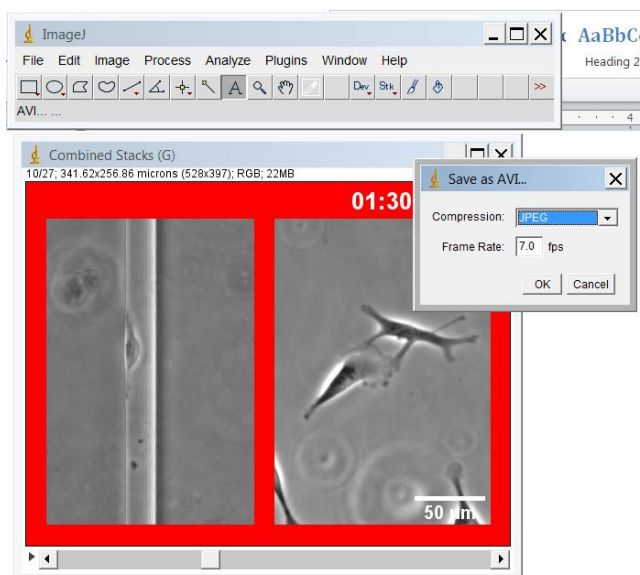 ImageJ
AaBbC
Heading 2
File Edit Image Process Analyze Plugins Window Help
A Dev Stk >>
AVI... ...
4
Combined Stacks (G)
10/27; 341.62x256.86 microns (528x397); RGB; 22MB
01:30
50 µm
Save as AVI...
Compression: JPEG
Frame Rate: 7.0 fps
OK Cancel